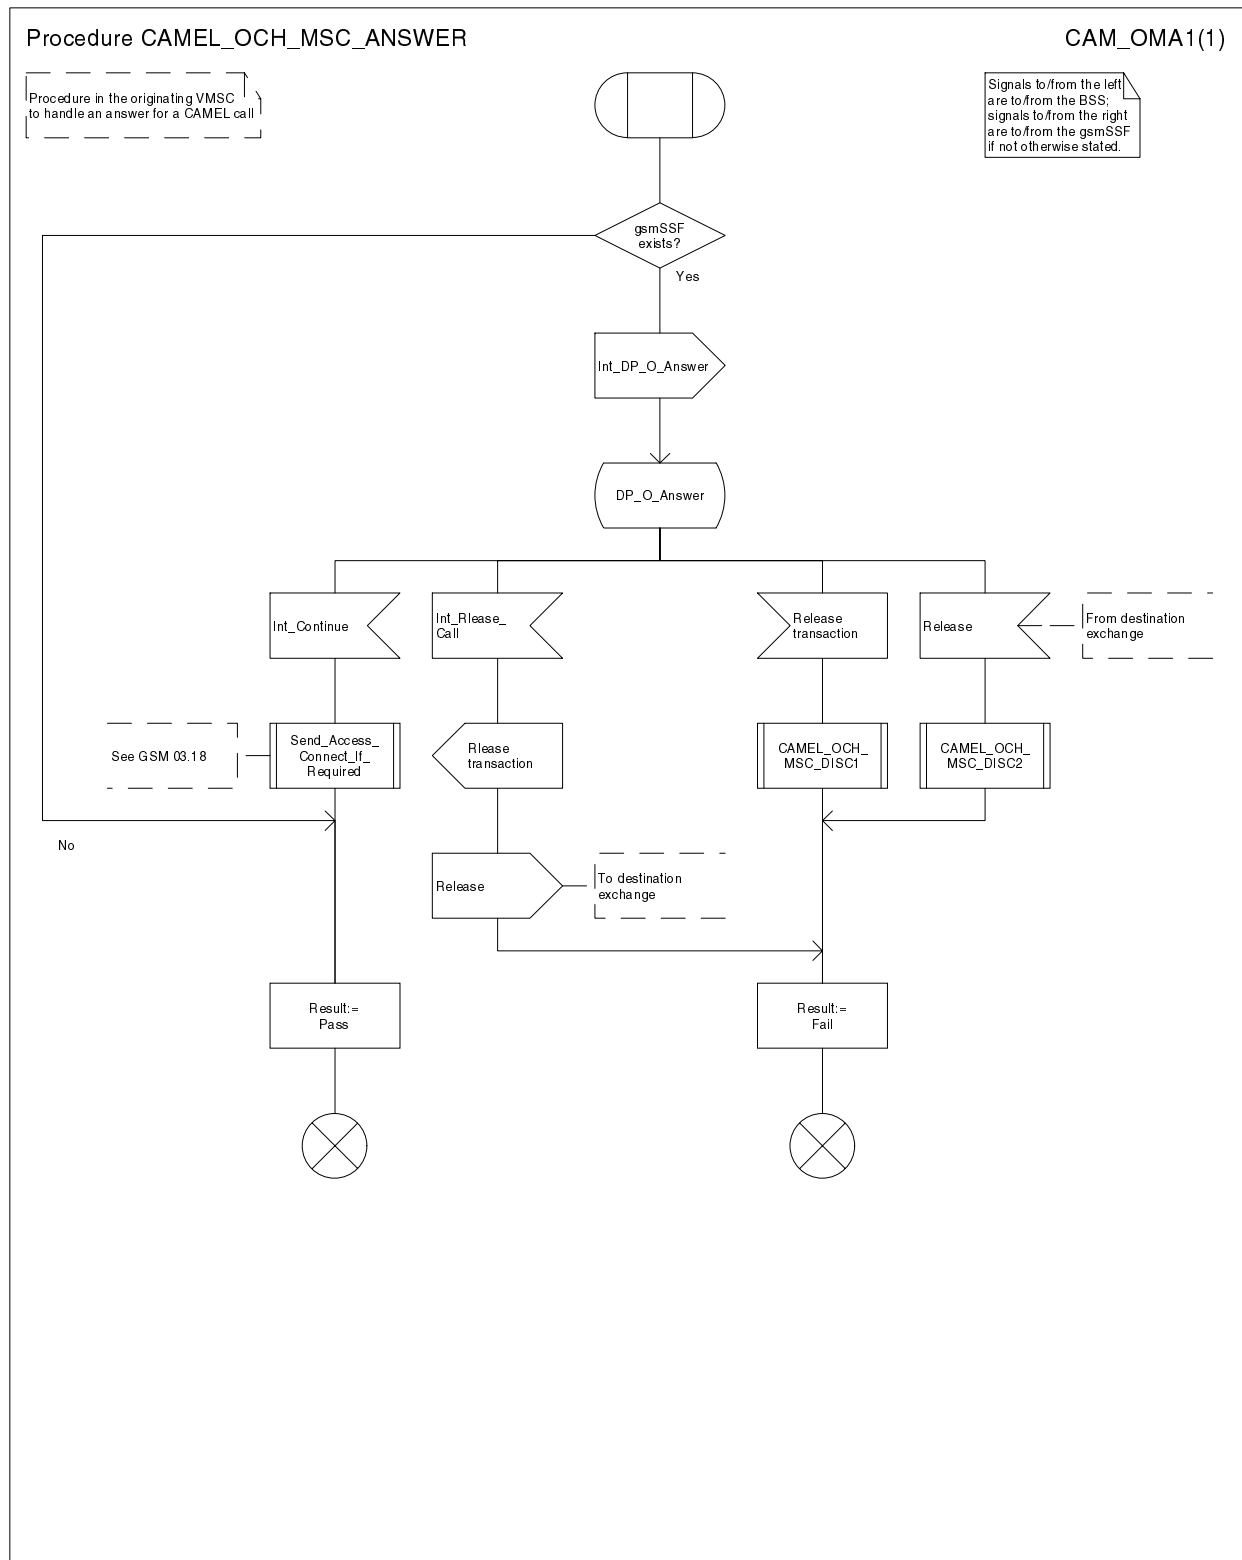 Procedure CAMEL_OCH_MSC_ANSWER
CAM_OMA1(1)
Procedure in the originating VMSC
to handle an answer for a CAMEL call
Signals to/from the left
are to/from the BSS;
signals to/from the right
are to/from the gsmSSF
if not otherwise stated.
gsmSSF
exists?
Yes
Int_DP_O_Answer
DP_O_Answer
Int_Continue
Int_Rlease_
Call
Release
transaction
Release
From destination
exchange
See GSM 03.18
Send_Access_
Connect_If_
Required
Rlease
transaction
CAMEL_OCH_
MSC_DISC1
CAMEL_OCH_
MSC_DISC2
No
Release
To destination
exchange
Result:=
Pass
Result:=
Fail